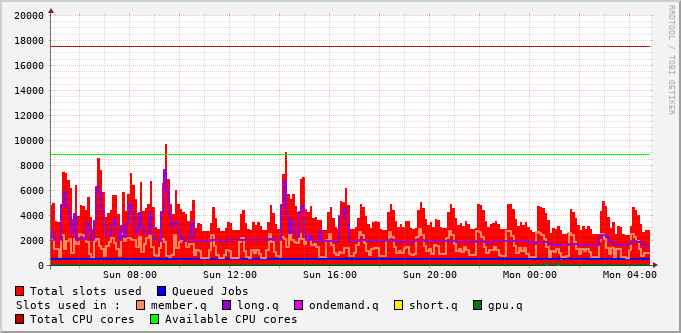 20000
18000
16000
14000
12000
10000
8000
6000
4000
2000
0
RRDTOOL / TOBI OETIKER
Sun 08:00 Sun 12:00 Sun 16:00 Sun 20:00 Mon 00:00 Mon 04:00
Total slots used Queued Jobs
Slots used in : member.q long.q ondemand.q short.q gpu.q
Total CPU cores Available CPU cores